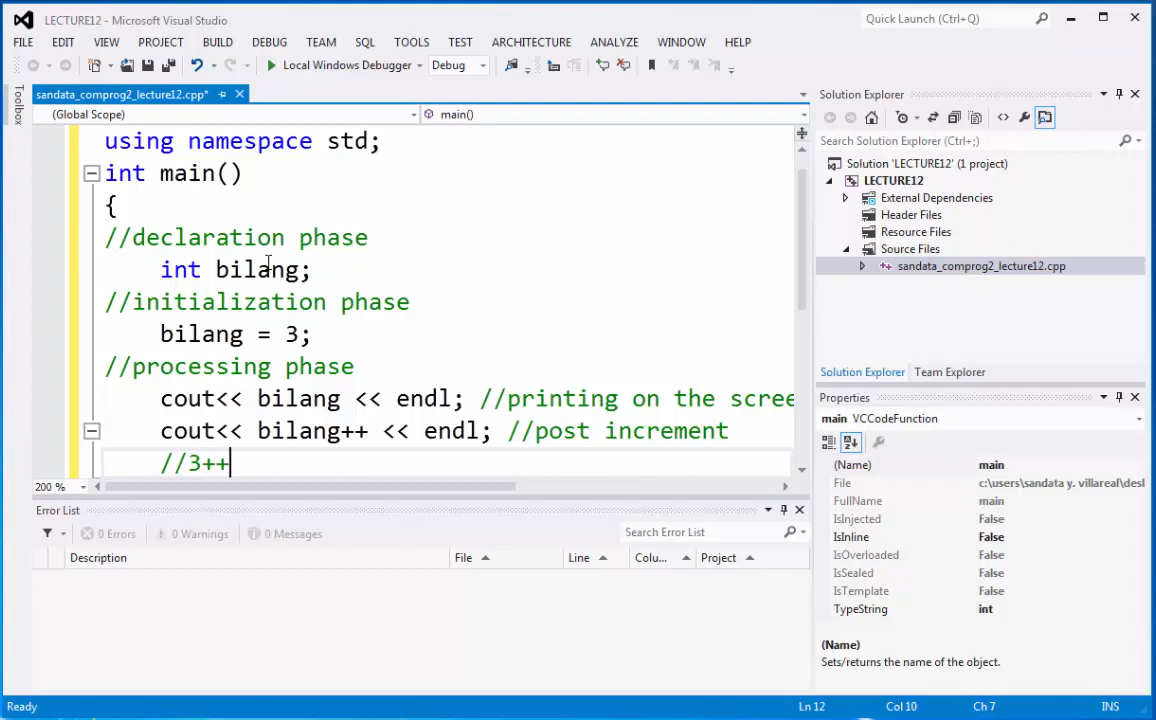 LECTURE12 - Microsoft Visual Studio
Quick Launch (Ctrl+Q)
FILE EDIT VIEW PROJECT BUILD DEBUG TEAM SQL TOOLS TEST ARCHITECTURE ANALYZE WINDOW HELP
Local Windows Debugger Debug
Toolbox
sandata_comprog2_lecture12.cpp*
(Global Scope) main()
using namespace std;
int main()
{
//declaration phase
int bilang;
//initialization phase
bilang = 3;
//processing phase
cout<< bilang << endl; //printing on the scree
cout<< bilang++ << endl; //post increment
//3++
200 %
Error List
0 Errors 0 Warnings 0 Messages
Search Error List
Description File Line Colu... Project
Solution Explorer
Search Solution Explorer (Ctrl+;)
Solution 'LECTURE12' (1 project)
LECTURE12
External Dependencies
Header Files
Resource Files
Source Files
sandata_comprog2_lecture12.cpp
Solution Explorer Team Explorer
Properties
main VCCodeFunction
(Name) main
File c:\users\sandata y. villareal\desl
FullName main
IsInjected False
IsInline False
IsOverloaded False
IsSealed False
IsTemplate False
TypeString int
(Name)
Sets/returns the name of the object.
Ready Ln 12 Col 10 Ch 7 INS